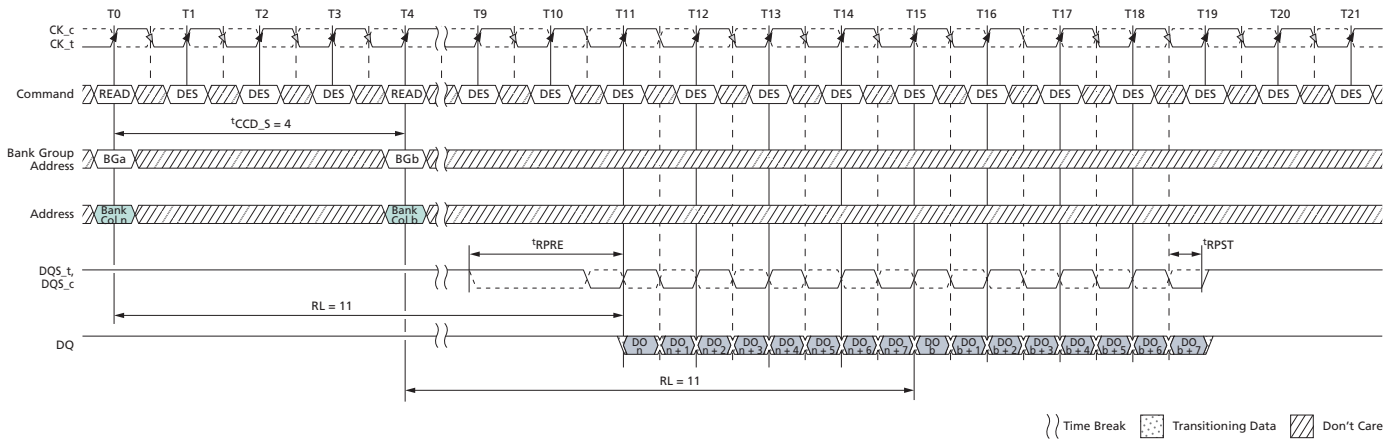 T0 T1 T2 T3 T4 T9 T10 T11 T12 T13 T14 T15 T16 T17 T18 T19 T20 T21
CK_c
CK_t
Command READ DES DES DES READ DES DES DES DES DES DES DES DES DES DES DES DES DES
tCCD_S = 4
Bank Group
Address
BGa BGb
Address
Bank
Col n
Bank
Col b
tRPRE tRPST
DQS_t,
DQS_c
RL = 11
DQ
DO
n
DO
n + 1
DO
n + 2
DO
n + 3
DO
n + 4
DO
n + 5
DO
n + 6
DO
n + 7
DO
b
DO
b + 1
DO
b + 2
DO
b + 3
DO
b + 4
DO
b + 5
DO
b + 6
DO
b + 7
RL = 11
Time Break Transitioning Data Don't Care